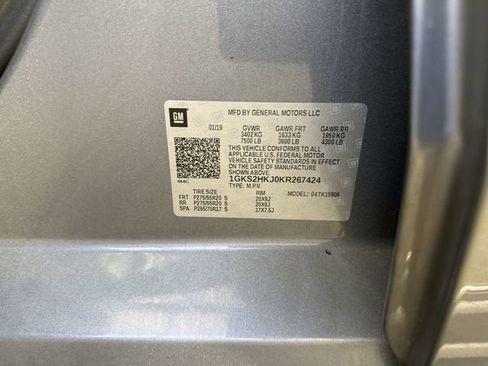 GM
MFD BY GENERAL MOTORS LLC
01/19 GVWR GAWR FRT GAWR RR
3402 KG 1633 KG 1950 KG
7500 LB 3600 LB 4300 LB
THIS VEHICLE CONFORMS TO ALL
APPLICABLE U.S. FEDERAL MOTOR
VEHICLE SAFETY STANDARDS IN EFFECT
ON THE DATE OF MANUFACTURE
SHOWN ABOVE.
1GKS2HKJ0KR267424
TYPE: M.P.V. MODEL: 04TK15906
TIRE SIZE RIM
FRT P275/55R20 S 20X9J
RR P275/55R20 S 20X9J
SPA P265/70R17 S 17X7.5J